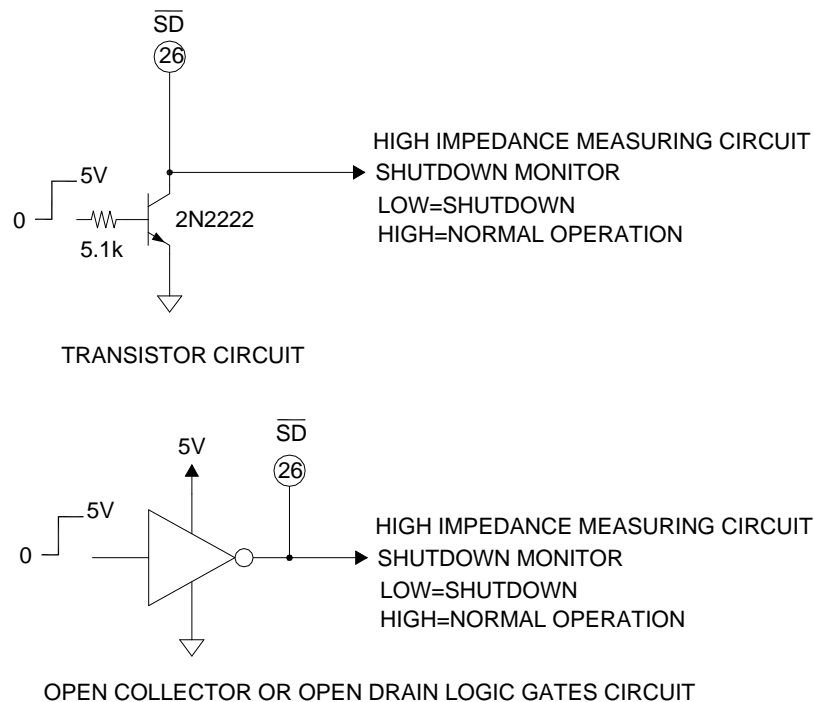 SD
26
HIGH IMPEDANCE MEASURING CIRCUIT
5V
SHUTDOWN MONITOR
LOW=SHUTDOWN
0
2N2222
HIGH=NORMAL OPERATION
5.1k
TRANSISTOR CIRCUIT
5V
SD
26
5V
HIGH IMPEDANCE MEASURING CIRCUIT
0
SHUTDOWN MONITOR
LOW=SHUTDOWN
HIGH=NORMAL OPERATION
OPEN COLLECTOR OR OPEN DRAIN LOGIC GATES CIRCUIT